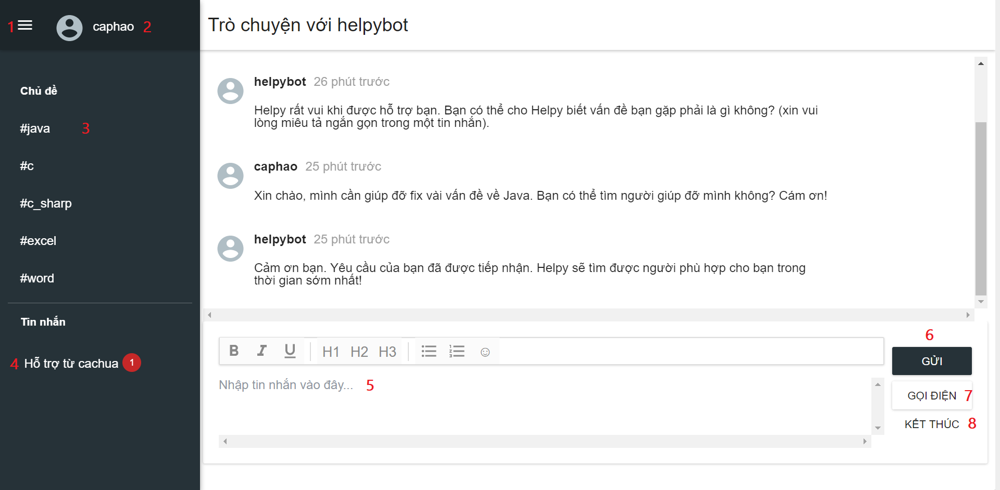 1 caphao 2
Trò chuyện với helpybot
Chủ đề
#java 3
#c
#c_sharp
#excel
#word
Tin nhắn
4 Hỗ trợ từ cachua 1
helpybot 26 phút trước
Helpy rất vui khi được hỗ trợ bạn. Bạn có thể cho Helpy biết vấn đề bạn gặp phải là gì không? (xin vui
lòng miêu tả ngắn gọn trong một tin nhắn).
caphao 25 phút trước
Xin chào, mình cần giúp đỡ fix vài vấn đề về Java. Bạn có thể tìm người giúp đỡ mình không? Cám ơn!
helpybot 25 phút trước
Cảm ơn bạn. Yêu cầu của bạn đã được tiếp nhận. Helpy sẽ tìm được người phù hợp cho bạn trong
thời gian sớm nhất!
B I U H1 H2 H3
Nhập tin nhắn vào đây... 5
6
GỬI
GỌI ĐIỆN 7
KẾT THÚC 8